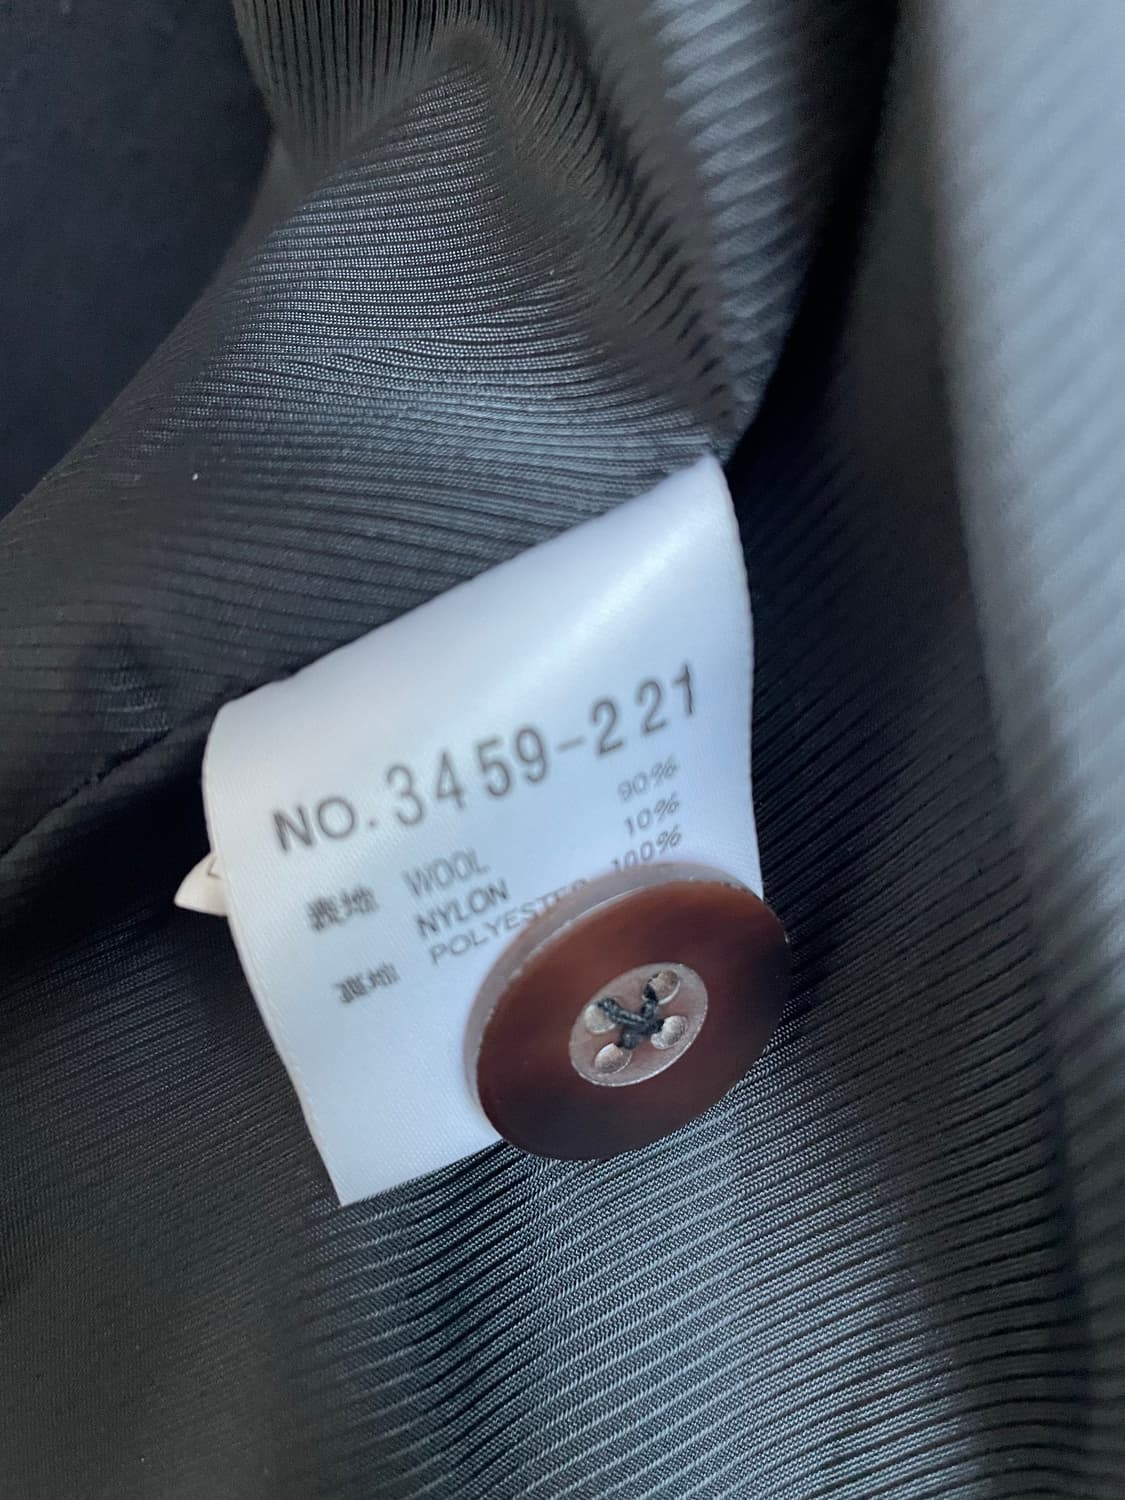 NO.3459-221
表地 WOOL 90%
NYLON 10%
裏地 POLYESTER 100%